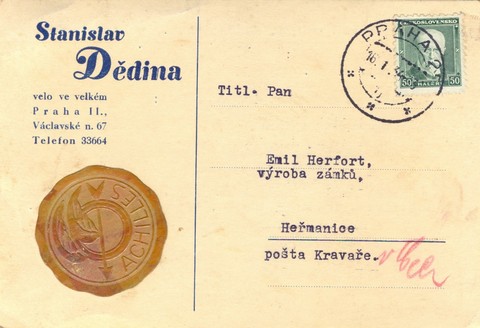 Stanislav
Dědina
velo ve velkém
Praha II.,
Václavské n. 67
Telefon 33664
ACHILLES
PRAHA
ČESKOSLOVENSKO
50 50
HALÉŘŮ
Titl. Pan
Emil Herfort,
výroba zámků,
Heřmanice
pošta Kravaře.